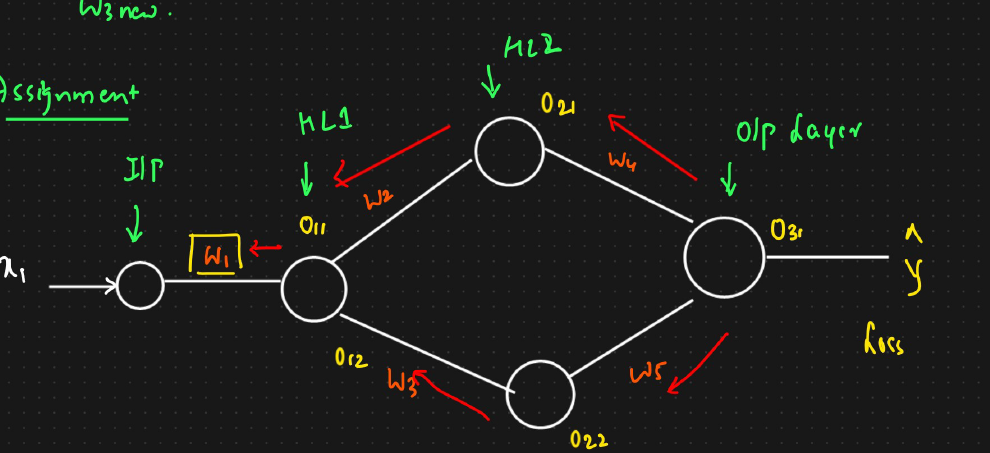 W3 new.
Assignment
HL2
O21
HL1
O/P Layer
I/P
W4
W2
O11
O31
W1
x1
ŷ
Loss
O12
W3
W5
O22